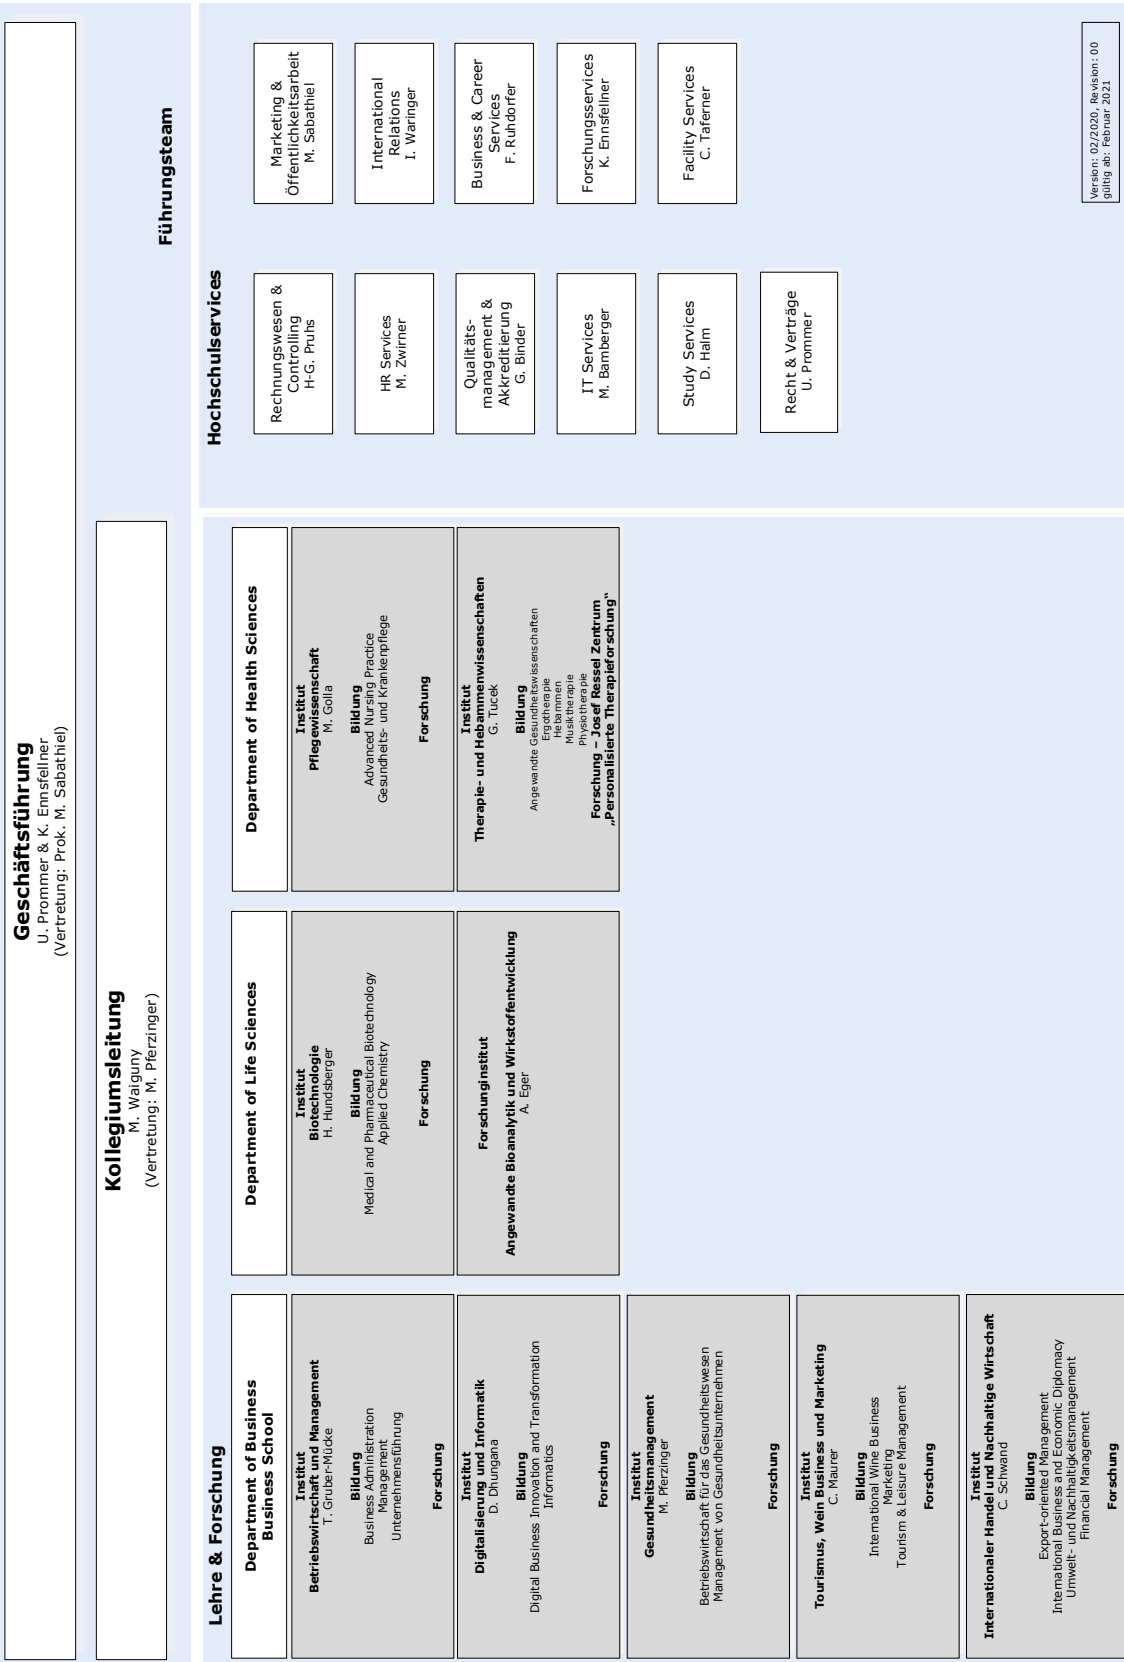 Geschäftsführung
U. Prommer & K. Ennsfellner
(Vertretung: Prok. M. Sabathiel)
Kollegiumsleitung
M. Waiguny
(Vertretung: M. Pferzinger)
Führungsteam
Lehre & Forschung
Department of Business
Business School
Institut
Betriebswirtschaft und Management
T. Gruber-Mücke
Bildung
Business Administration
Management
Unternehmensführung
Forschung
Institut
Digitalisierung und Informatik
D. Dhungana
Bildung
Digital Business Innovation and Transformation
Informatics
Forschung
Institut
Gesundheitsmanagement
M. Pferzinger
Bildung
Betriebswirtschaft für das Gesundheitswesen
Management von Gesundheitsunternehmen
Forschung
Institut
Tourismus, Wein Business und Marketing
C. Maurer
Bildung
International Wine Business
Marketing
Tourism & Leisure Management
Forschung
Institut
Internationaler Handel und Nachhaltige Wirtschaft
C. Schwand
Bildung
Export-oriented Management
International Business and Economic Diplomacy
Umwelt- und Nachhaltigkeitsmanagement
Financial Management
Forschung
Department of Life Sciences
Institut
Biotechnologie
H. Hundsberger
Bildung
Medical and Pharmaceutical Biotechnology
Applied Chemistry
Forschung
Forschunginstitut
Angewandte Bioanalytik und Wirkstoffentwicklung
A. Eger
Department of Health Sciences
Institut
Pflegewissenschaft
M. Golla
Bildung
Advanced Nursing Practice
Gesundheits- und Krankenpflege
Forschung
Institut
Therapie- und Hebammenwissenschaften
G. Tucek
Bildung
Angewandte Gesundheitswissenschaften
Ergotherapie
Hebammen
Musiktherapie
Physiotherapie
Forschung – Josef Ressel Zentrum
„Personalisierte Therapieforschung“
Hochschulservices
Rechnungswesen &
Controlling
H-G. Pruhs
Marketing &
Öffentlichkeitsarbeit
M. Sabathiel
HR Services
M. Zwirner
International
Relations
I. Waringer
Qualitäts-
management &
Akkreditierung
G. Binder
Business & Career
Services
F. Ruhdorfer
IT Services
M. Bamberger
Forschungsservices
K. Ennsfellner
Study Services
D. Halm
Facility Services
C. Taferner
Recht & Verträge
U. Prommer
Version: 02/2020, Revision: 00
gültig ab: Februar 2021